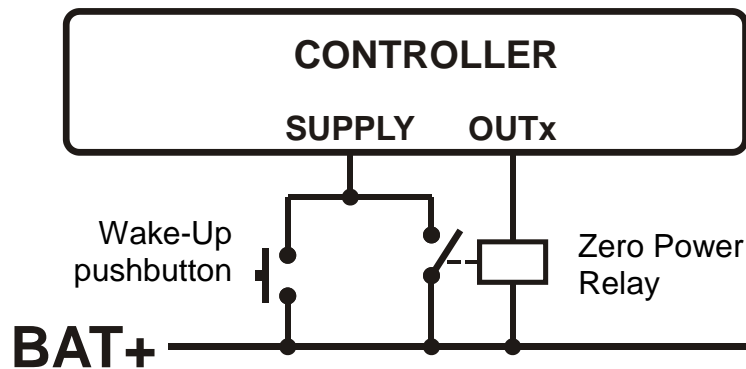 CONTROLLER
SUPPLY OUTx
Wake-Up
pushbutton
Zero Power
Relay
BAT+